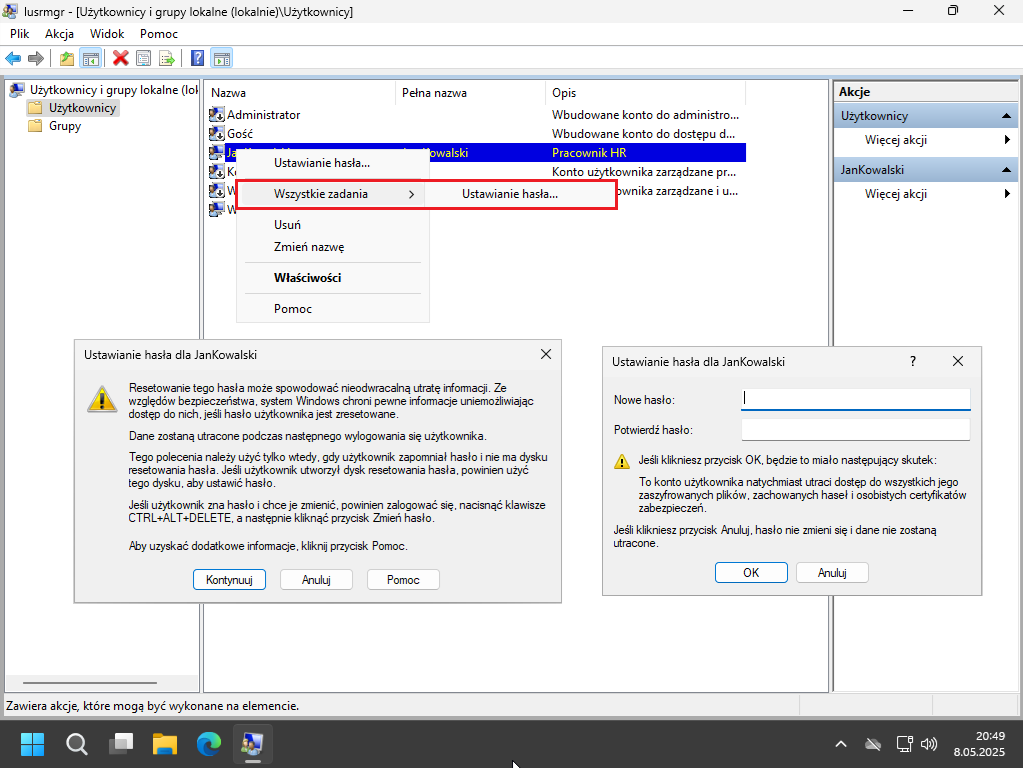 lusrmgr - [Użytkownicy i grupy lokalne (lokalnie)\Użytkownicy]
Plik Akcja Widok Pomoc
Użytkownicy i grupy lokalne (lok
Użytkownicy
Grupy
Nazwa Pełna nazwa Opis
Administrator Wbudowane konto do administro...
Gość Wbudowane konto do dostępu d...
Pracownik HR
Konto użytkownika zarządzane pr...
zarządzane i u...
Ustawianie hasła...
Wszystkie zadania
Ustawianie hasła...
Usuń
Zmień nazwę
Właściwości
Pomoc
Akcje
Użytkownicy
Więcej akcji
JanKowalski
Więcej akcji
Ustawianie hasła dla JanKowalski
Resetowanie tego hasła może spowodować nieodwracalną utratę informacji. Ze
względów bezpieczeństwa, system Windows chroni pewne informacje uniemożliwiając
dostęp do nich, jeśli hasło użytkownika jest zresetowane.
Dane zostaną utracone podczas następnego wylogowania się użytkownika.
Tego polecenia należy użyć tylko wtedy, gdy użytkownik zapomniał hasło i nie ma dysku
resetowania hasła. Jeśli użytkownik utworzył dysk resetowania hasła, powinien użyć
tego dysku, aby ustawić hasło.
Jeśli użytkownik zna hasło i chce je zmienić, powinien zalogować się, nacisnąć klawisze
CTRL+ALT+DELETE, a następnie kliknąć przycisk Zmień hasło.
Aby uzyskać dodatkowe informacje, kliknij przycisk Pomoc.
Kontynuuj Anuluj Pomoc
Ustawianie hasła dla JanKowalski ?
Nowe hasło:
Potwierdź hasło:
Jeśli klikniesz przycisk OK, będzie to miało następujący skutek:
To konto użytkownika natychmiast utraci dostęp do wszystkich jego
zaszyfrowanych plików, zachowanych haseł i osobistych certyfikatów
zabezpieczeń.
Jeśli klikniesz przycisk Anuluj, hasło nie zmieni się i dane nie zostaną
utracone.
OK Anuluj
Zawiera akcje, które mogą być wykonane na elemencie.
20:49
8.05.2025